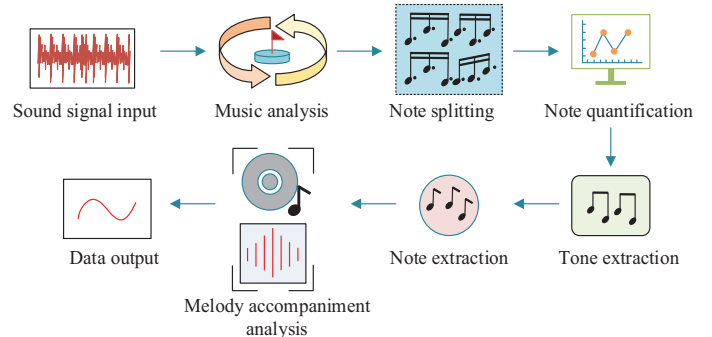 Sound signal input
Music analysis
Note splitting
Note quantification
Data output
Melody accompaniment
analysis
Note extraction
Tone extraction